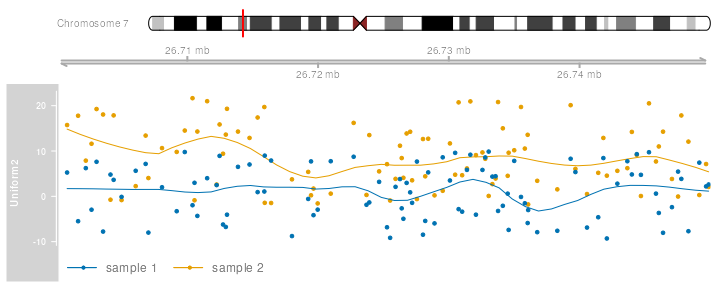 Chromosome 7
26.71 mb
26.73 mb
26.72 mb
26.74 mb
Uniform2
20
10
0
-10
sample 1
sample 2